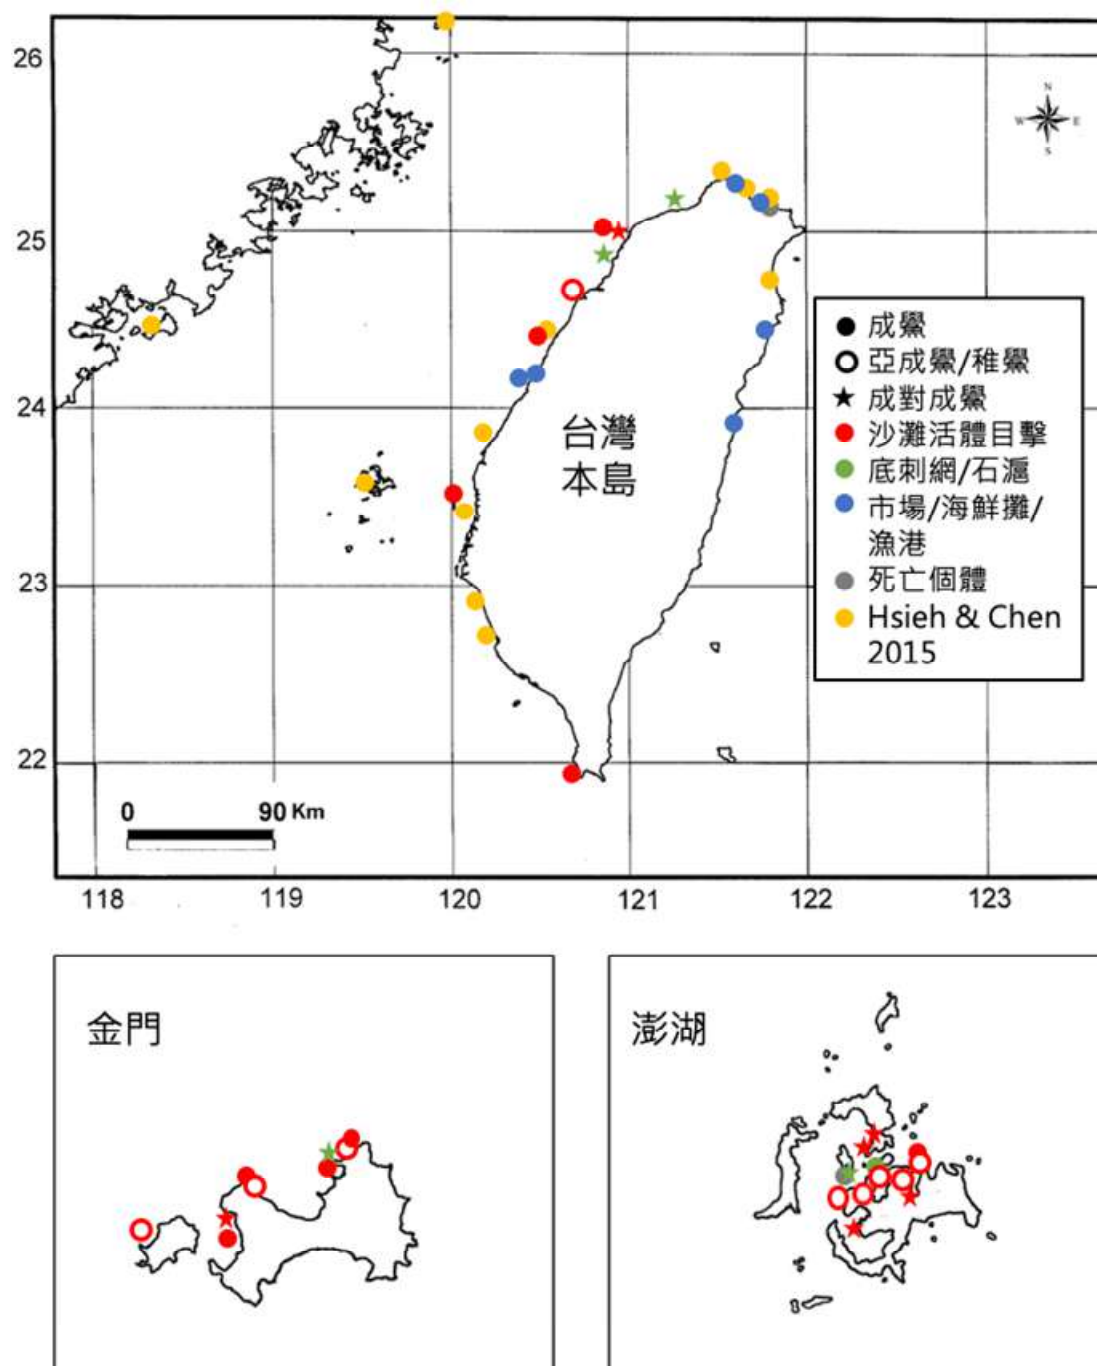 26
N
W E
S
25
24
23
22
台灣
本島
成鱟
亞成鱟/稚鱟
成對成鱟
沙灘活體目擊
底刺網/石滬
市場/海鮮攤/
漁港
死亡個體
Hsieh & Chen
2015
0 90 Km
118 119 120 121 122 123
金門
澎湖